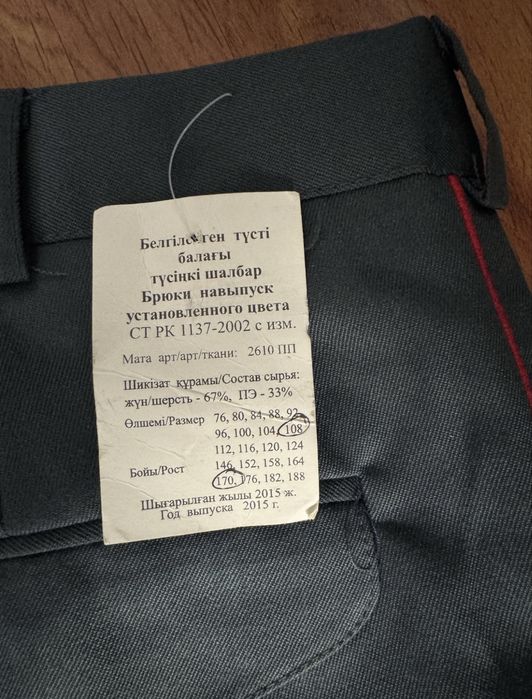 Белгіленген түсті
балағы
түсінкі шалбар
Брюки навыпуск
установленного цвета
СТ РК 1137-2002 с изм.
Мата арт/арт/ткани: 2610 ПП
Шикізат құрамы/Состав сырья:
жүн/шерсть - 67%, ПЭ - 33%
Өлшемі/Размер 76, 80, 84, 88, 92,
96, 100, 104, 108
112, 116, 120, 124
Бойы/Рост 146, 152, 158, 164
170, 176, 182, 188
Шығарылған жылы 2015 ж.
Год выпуска 2015 г.